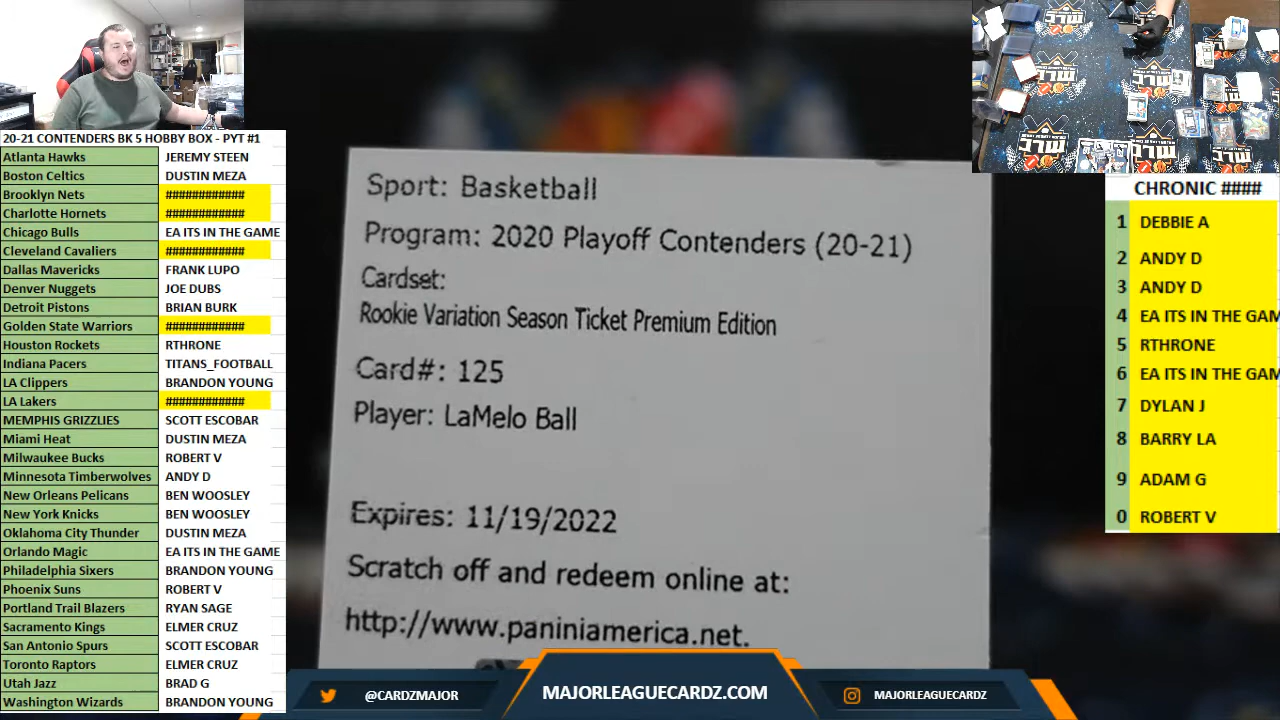 20-21 CONTENDERS BK 5 HOBBY BOX - PYT #1
Atlanta Hawks JEREMY STEEN
Boston Celtics DUSTIN MEZA
Brooklyn Nets ############
Charlotte Hornets ############
Chicago Bulls EA ITS IN THE GAME
Cleveland Cavaliers ############
Dallas Mavericks FRANK LUPO
Denver Nuggets JOE DUBS
Detroit Pistons BRIAN BURK
Golden State Warriors ############
Houston Rockets RTHRONE
Indiana Pacers TITANS_FOOTBALL
LA Clippers BRANDON YOUNG
LA Lakers ############
MEMPHIS GRIZZLIES SCOTT ESCOBAR
Miami Heat DUSTIN MEZA
Milwaukee Bucks ROBERT V
Minnesota Timberwolves ANDY D
New Orleans Pelicans BEN WOOSLEY
New York Knicks BEN WOOSLEY
Oklahoma City Thunder DUSTIN MEZA
Orlando Magic EA ITS IN THE GAME
Philadelphia Sixers BRANDON YOUNG
Phoenix Suns ROBERT V
Portland Trail Blazers RYAN SAGE
Sacramento Kings ELMER CRUZ
San Antonio Spurs SCOTT ESCOBAR
Toronto Raptors ELMER CRUZ
Utah Jazz BRAD G
Washington Wizards BRANDON YOUNG
Sport: Basketball
Program: 2020 Playoff Contenders (20-21)
Cardset:
Rookie Variation Season Ticket Premium Edition
Card#: 125
Player: LaMelo Ball
Expires: 11/19/2022
Scratch off and redeem online at:
http://www.paniniamerica.net.
CHRONIC ####
1 DEBBIE A
2 ANDY D
3 ANDY D
4 EA ITS IN THE GAM
5 RTHRONE
6 EA ITS IN THE GAM
7 DYLAN J
8 BARRY LA
9 ADAM G
0 ROBERT V
@CARDZMAJOR
MAJORLEAGUECARDZ.COM
MAJORLEAGUECARDZ